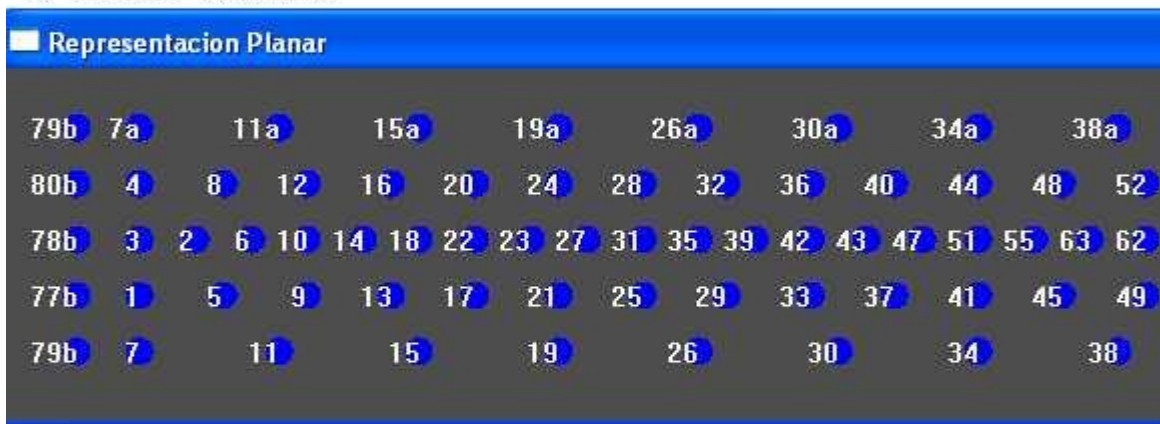 Representacion Planar
79b 7a 11a 15a 19a 26a 30a 34a 38a
80b 4 8 12 16 20 24 28 32 36 40 44 48 52
78b 3 2 6 10 14 18 22 23 27 31 35 39 42 43 47 51 55 63 62
77b 1 5 9 13 17 21 25 29 33 37 41 45 49
79b 7 11 15 19 26 30 34 38